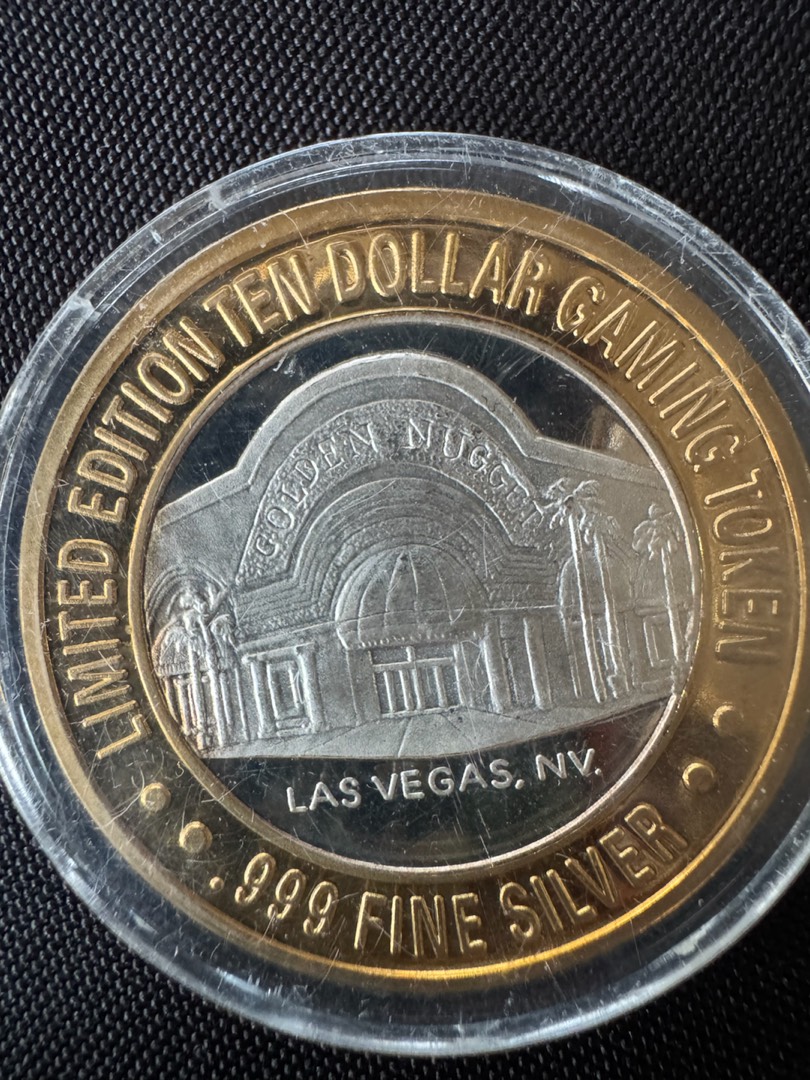 LIMITED EDITION TEN DOLLAR GAMING TOKEN
GOLDEN NUGGET
LAS VEGAS, NV.
.999 FINE SILVER